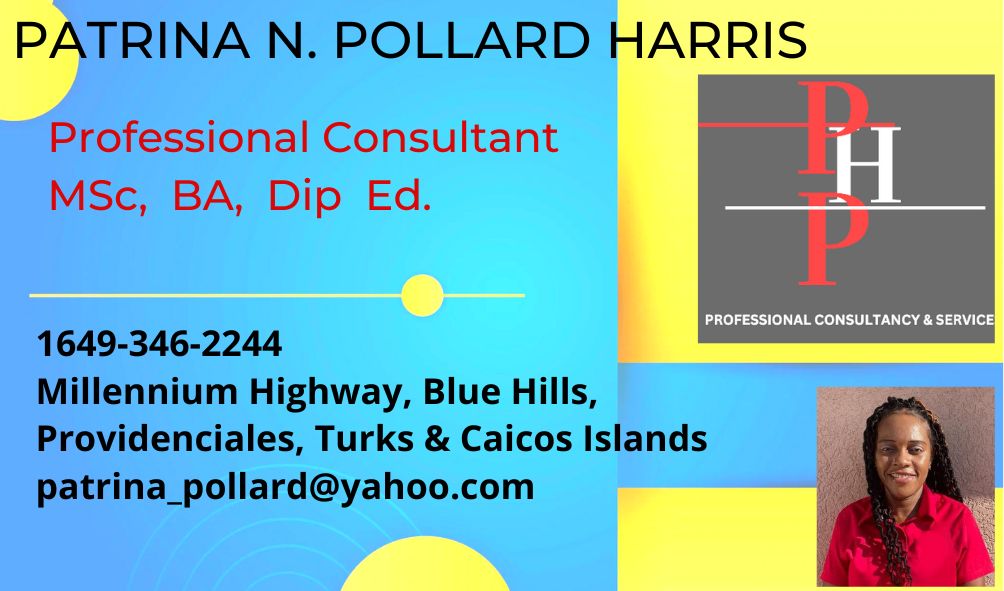 PATRINA N. POLLARD HARRIS
Professional Consultant
MSc, BA, Dip Ed.
1649-346-2244
Millennium Highway, Blue Hills,
Providenciales, Turks & Caicos Islands
patrina_pollard@yahoo.com
P
H
P
PROFESSIONAL CONSULTANCY & SERVICE